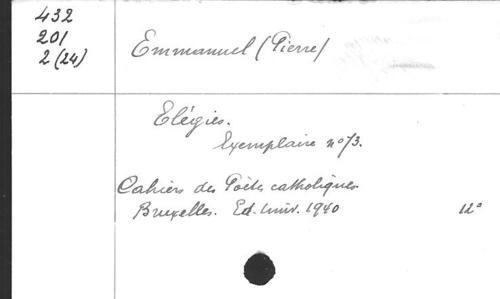 432
201
2 (24)
Emmanuel (Pierre)
Elégies.
Exemplaire n° 73.
Cahiers des Poètes catholiques
Bruxelles. Ed. univ. 1940 12°